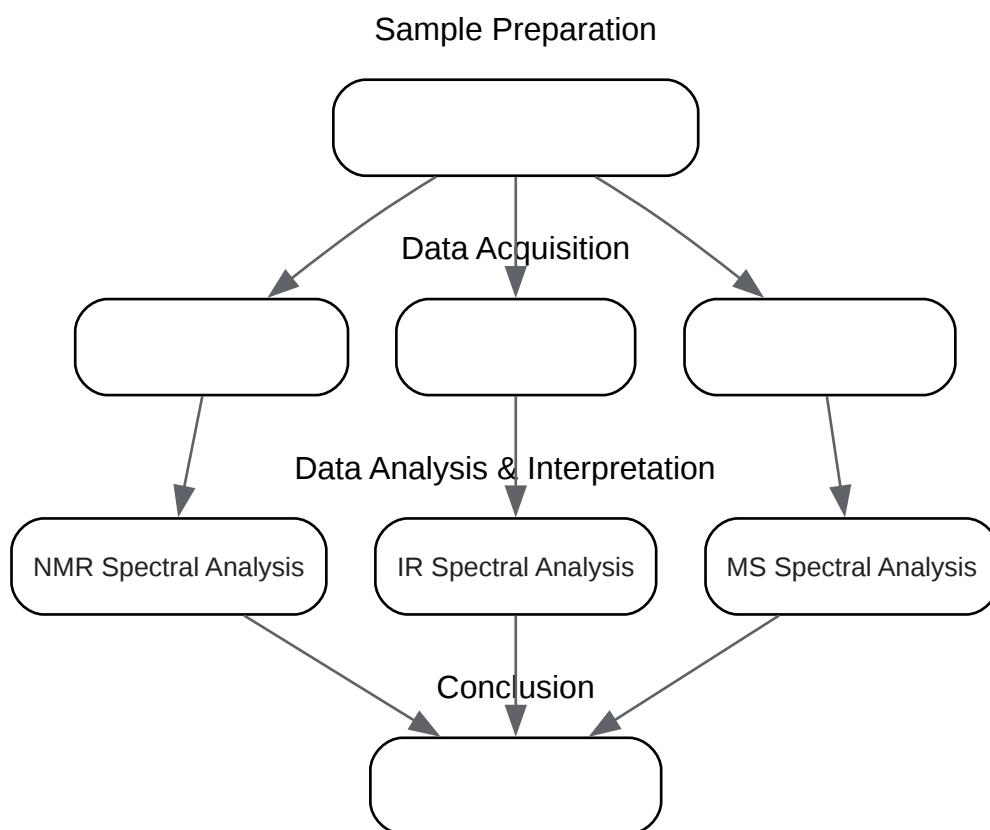 Sample Preparation
Data Acquisition
Data Analysis & Interpretation
NMR Spectral Analysis
IR Spectral Analysis
MS Spectral Analysis
Conclusion